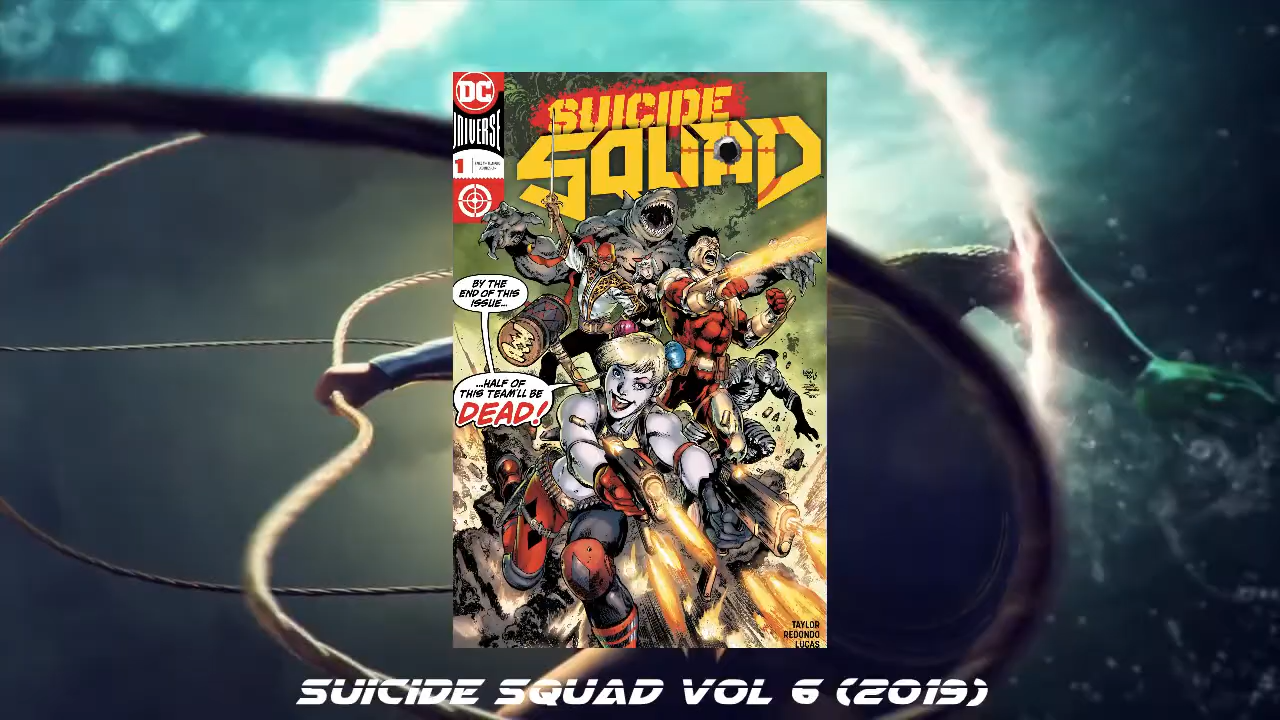 DC
UNIVERSE
1
SUICIDE
SQUAD
BY THE
END OF THIS
ISSUE...
...HALF OF
THIS TEAM'LL BE
DEAD!
TAYLOR
REDONDO
LUCAS
SUICIDE SQUAD VOL 6 (2019)